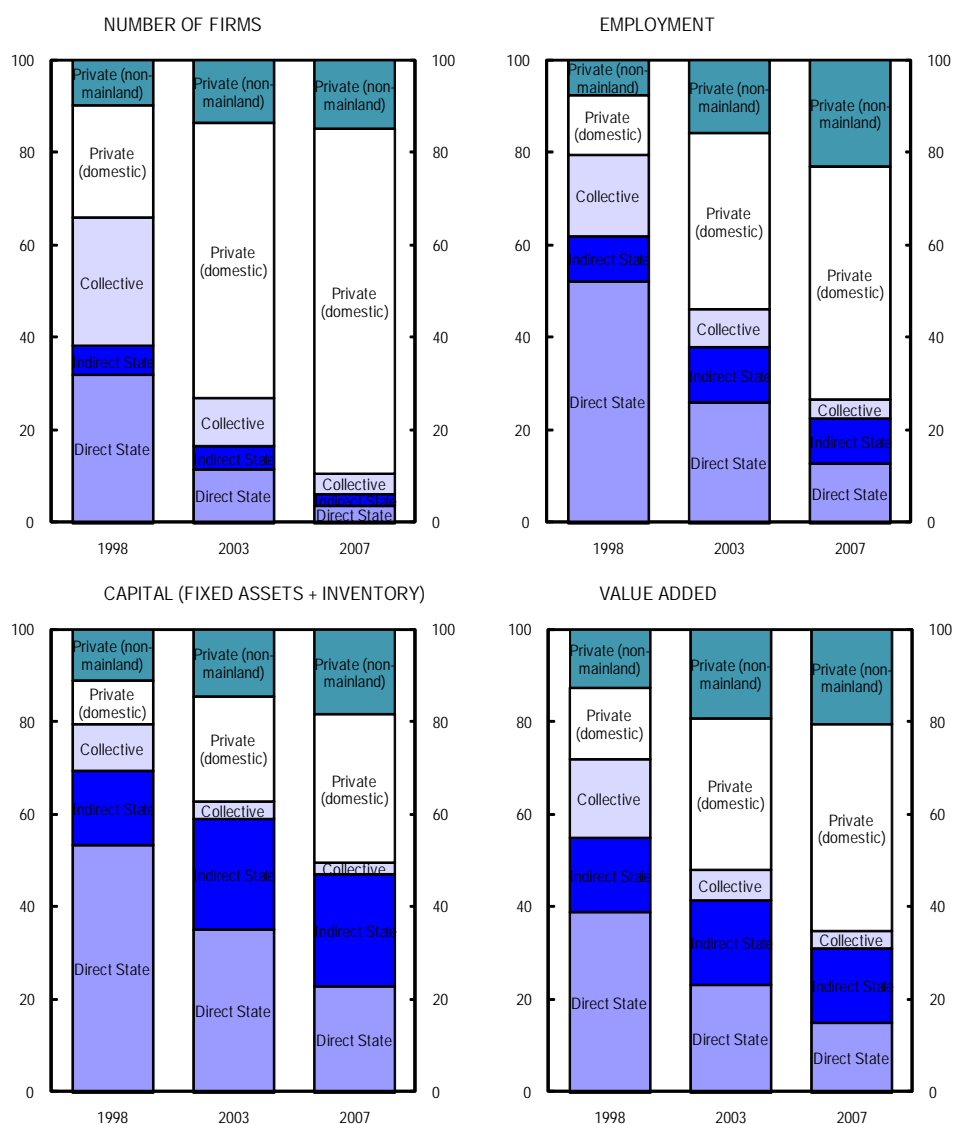 NUMBER OF FIRMS
100
80
60
40
20
0
Private (non-
mainland)
Private
(domestic)
Collective
Indirect State
Direct State
Private (non-
mainland)
Private
(domestic)
Collective
Indirect State
Direct State
Private (non-
mainland)
Private
(domestic)
Collective
Indirect State
Direct State
100
80
60
40
20
0
1998
2003
2007
EMPLOYMENT
100
80
60
40
20
0
Private (non-
mainland)
Private
(domestic)
Collective
Indirect State
Direct State
Private (non-
mainland)
Private
(domestic)
Collective
Indirect State
Direct State
Private (non-
mainland)
Private
(domestic)
Collective
Indirect State
Direct State
100
80
60
40
20
0
1998
2003
2007
CAPITAL (FIXED ASSETS + INVENTORY)
100
80
60
40
20
0
Private (non-
mainland)
Private
(domestic)
Collective
Indirect State
Direct State
Private (non-
mainland)
Private
(domestic)
Collective
Indirect State
Direct State
Private (non-
mainland)
Private
(domestic)
Collective
Indirect State
Direct State
100
80
60
40
20
0
1998
2003
2007
VALUE ADDED
100
80
60
40
20
0
Private (non-
mainland)
Private
(domestic)
Collective
Indirect State
Direct State
Private (non-
mainland)
Private
(domestic)
Collective
Indirect State
Direct State
Private (non-
mainland)
Private
(domestic)
Collective
Indirect State
Direct State
100
80
60
40
20
0
1998
2003
2007